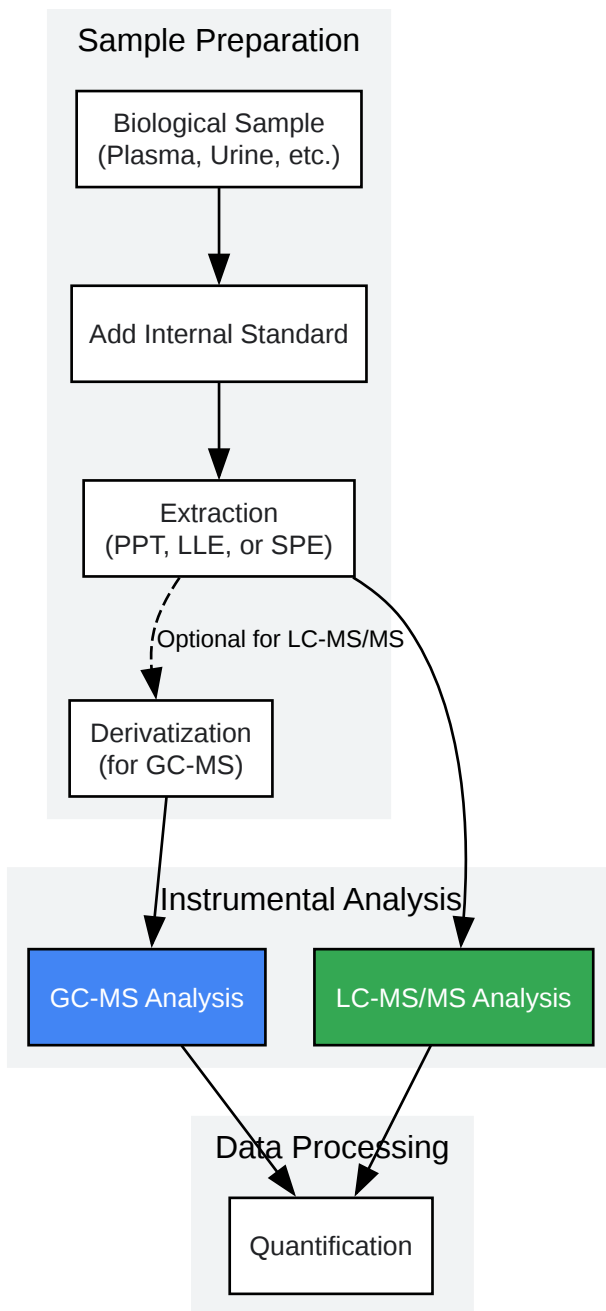 Sample Preparation
Biological Sample
(Plasma, Urine, etc.)
Add Internal Standard
Extraction
(PPT, LLE, or SPE)
Optional for LC-MS/MS
Derivatization
(for GC-MS)
Instrumental Analysis
GC-MS Analysis
LC-MS/MS Analysis
Data Processing
Quantification